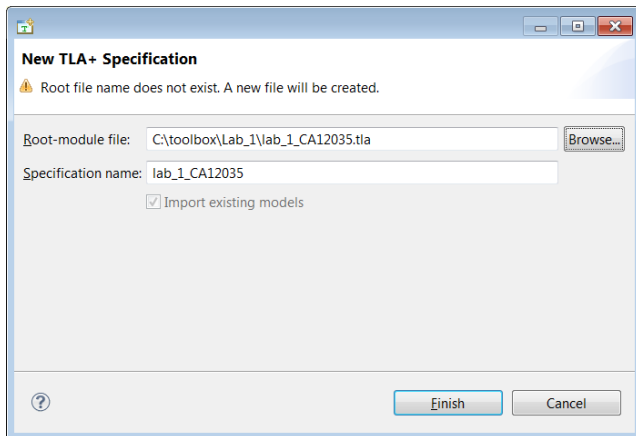 New TLA+ Specification
Root file name does not exist. A new file will be created.
Root-module file: C:\toolbox\Lab_1\lab_1_CA12035.tla Browse...
Specification name: lab_1_CA12035
Import existing models
? Finish Cancel